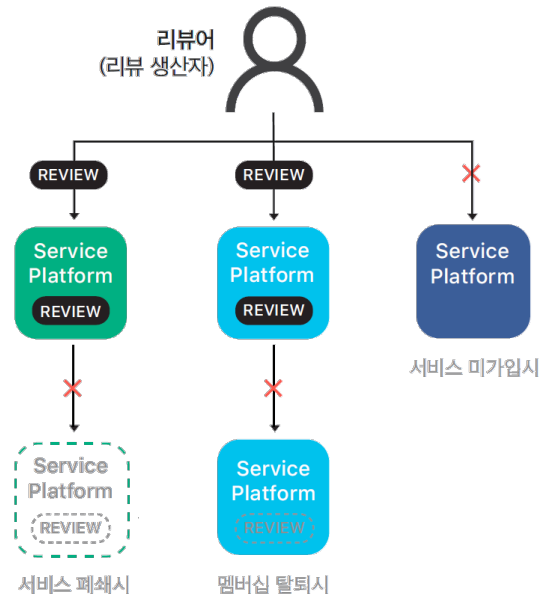 리뷰어
(리뷰 생산자)
REVIEW
REVIEW
Service
Platform
REVIEW
Service
Platform
REVIEW
Service
Platform
서비스 미가입시
Service
Platform
REVIEW
서비스 폐쇄시
Service
Platform
REVIEW
멤버십 탈퇴시